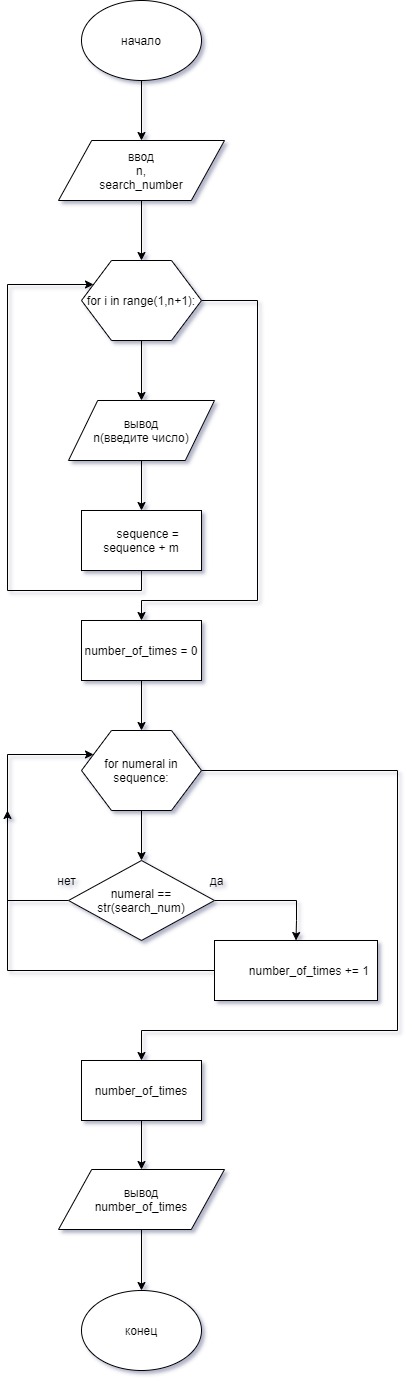 начало
ввод
n,
search_number
for i in range(1,n+1):
вывод
n(введите число)
sequence =
sequence + m
number_of_times = 0
for numeral in
sequence:
нет
да
numeral ==
str(search_num)
number_of_times += 1
number_of_times
вывод
number_of_times
конец